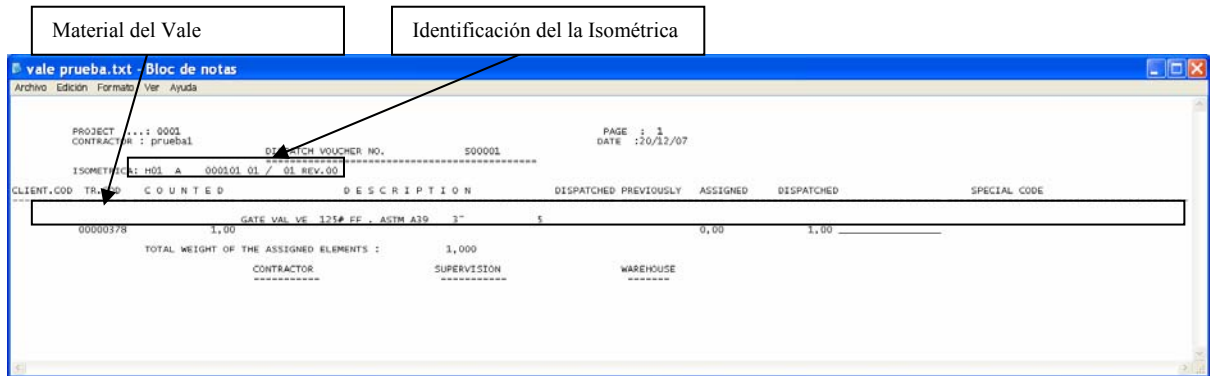 Material del Vale
Identificación del la Isométrica
vale prueba.txt - Bloc de notas
Archivo Edición Formato Ver Ayuda
PROJECT ...: 0001 PAGE : 1
CONTRACTOR : prueba1 DATE :20/12/07
DISPATCH VOUCHER NO. S00001
ISOMETRICA: H01 A 000101 01 / 01 REV.00
CLIENT.COD TR.COD C O U N T E D D E S C R I P T I O N DISPATCHED PREVIOUSLY ASSIGNED DISPATCHED SPECIAL CODE
GATE VAL VE 125# FF . ASTM A39 3" 5
00000378 1,00 0,00 1,00
TOTAL WEIGHT OF THE ASSIGNED ELEMENTS : 1,000
CONTRACTOR SUPERVISION WAREHOUSE